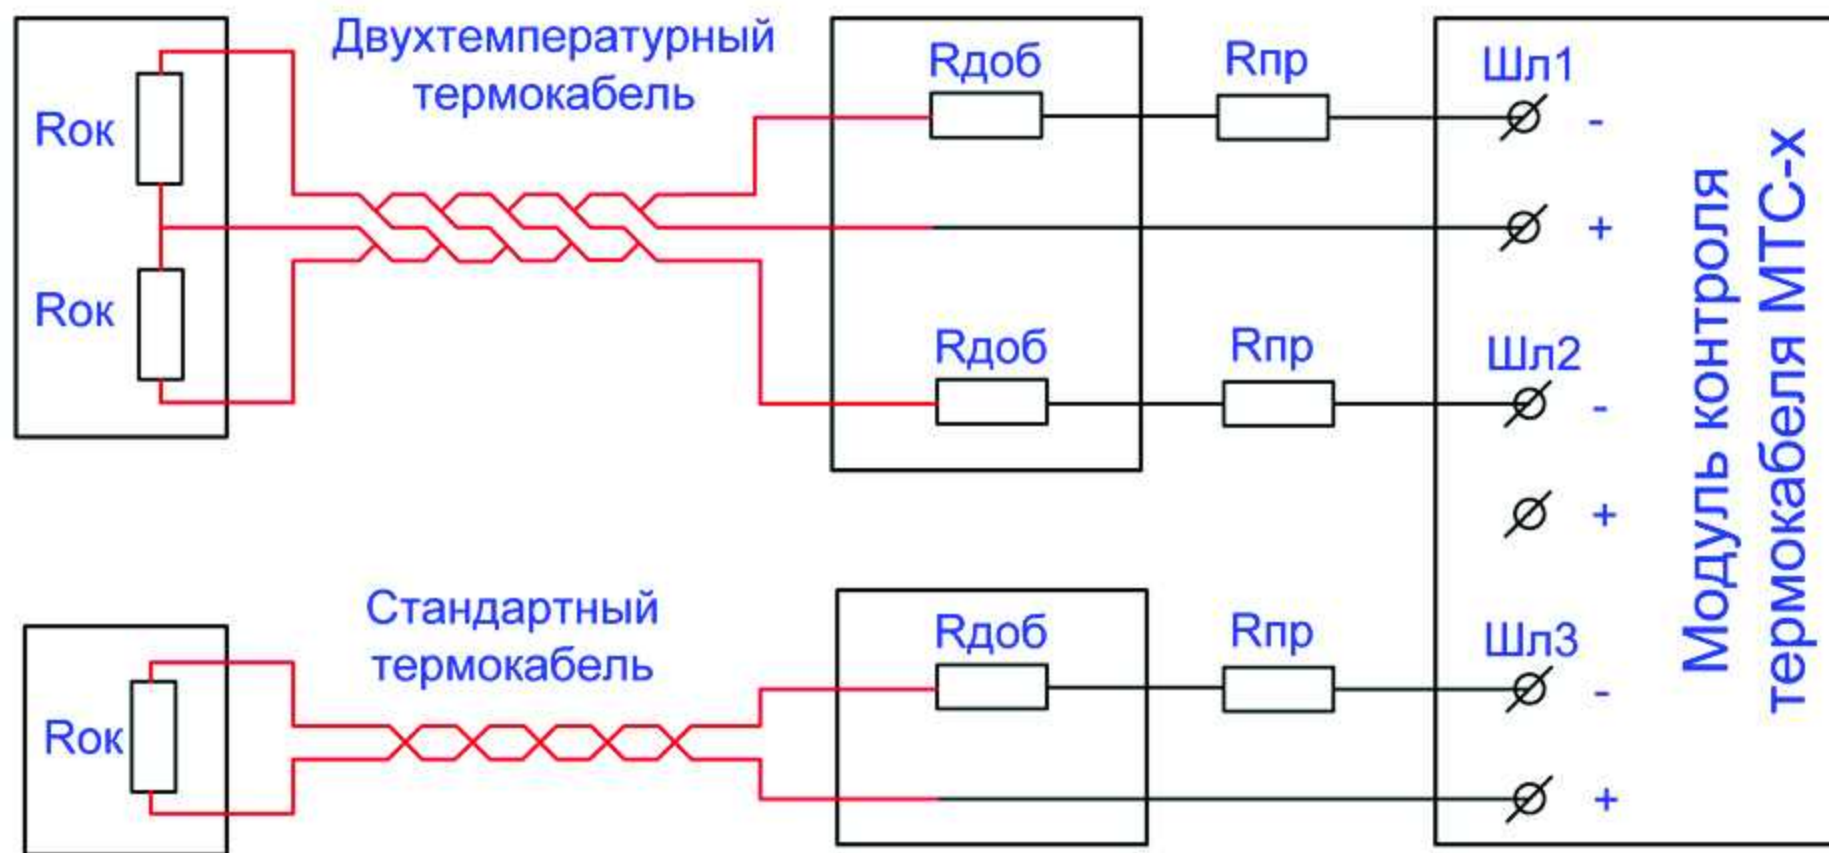 Двухтемпературный
термокабель
Rок
Rок
Rдоб
Rпр
Шл1
-
+
Rдоб
Rпр
Шл2
-
+
Стандартный
термокабель
Rок
Rдоб
Rпр
Шл3
-
+
Модуль контроля
термокабеля МТС-х